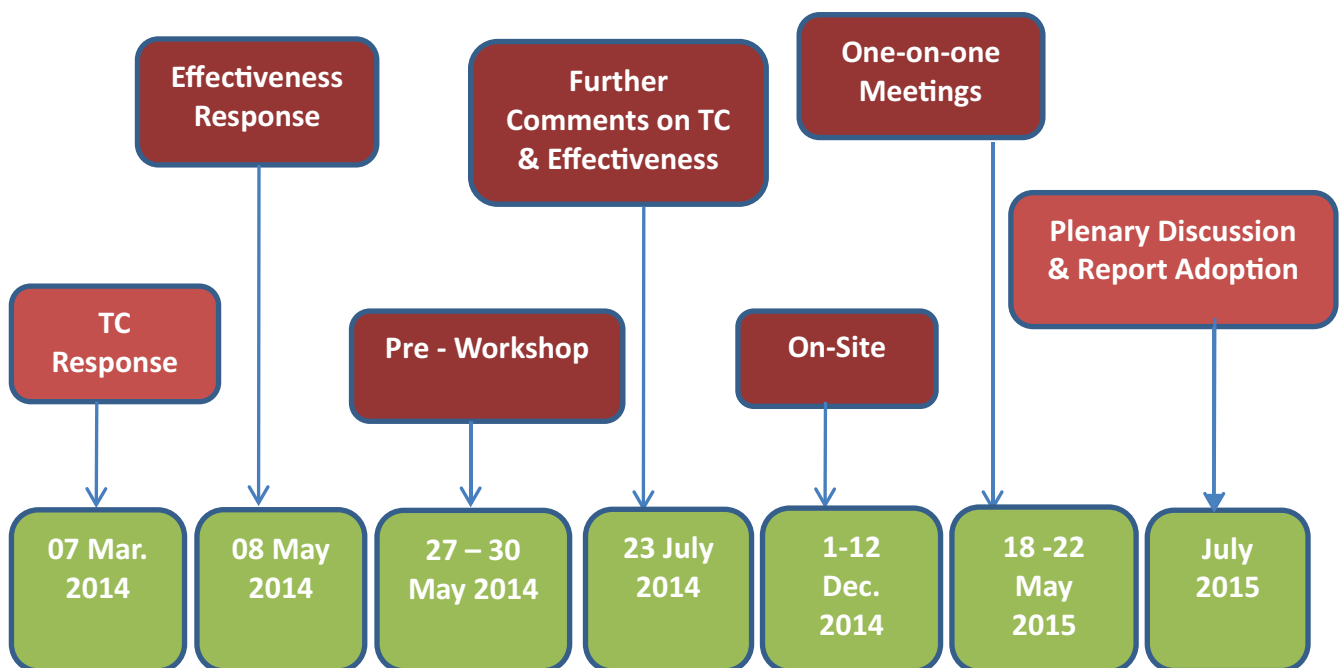 Effectiveness
Response
Further
Comments on TC
& Effectiveness
One-on-one
Meetings
Plenary Discussion
& Report Adoption
TC
Response
Pre - Workshop
On-Site
07 Mar.
2014
08 May
2014
27 – 30
May 2014
23 July
2014
1-12
Dec.
2014
18 -22
May
2015
July
2015